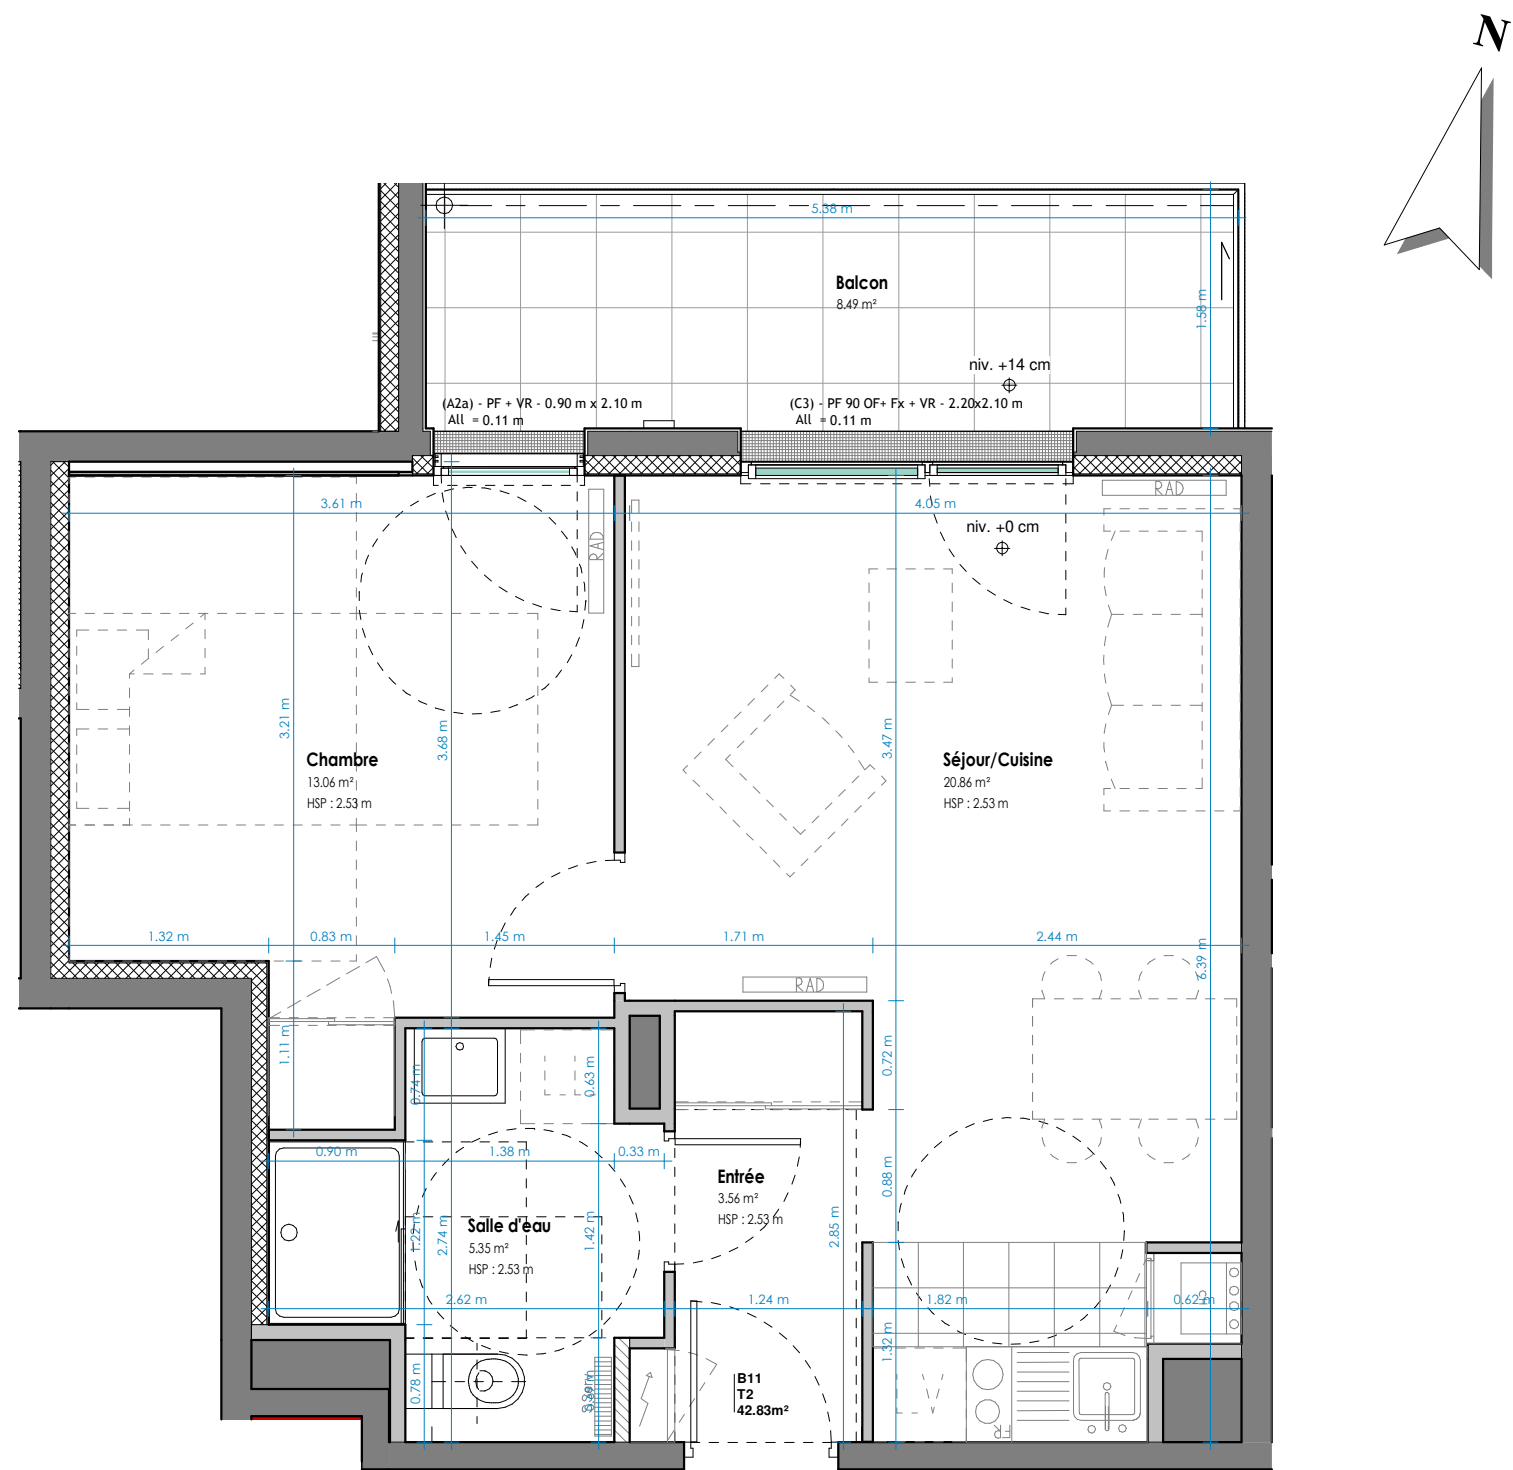 N
5.38 m
Balcon
8.49 m²
1.58 m
niv. +14 cm
(A2a) - PF + VR - 0.90 m x 2.10 m
All = 0.11 m
(C3) - PF 90 OF+ Fx + VR - 2.20x2.10 m
All = 0.11 m
RAD
3.61 m
4.05 m
niv. +0 cm
RAD
3.21 m
3.68 m
3.47 m
Chambre
13.06 m²
HSP : 2.53 m
Séjour/Cuisine
20.86 m²
HSP : 2.53 m
1.32 m
0.83 m
1.45 m
1.71 m
2.44 m
6.39 m
RAD
1.11 m
0.74 m
0.63 m
0.72 m
0.90 m
1.38 m
0.33 m
0.88 m
Entrée
3.56 m²
HSP : 2.53 m
Salle d'eau
5.35 m²
HSP : 2.53 m
1.22 m
2.74 m
1.42 m
2.85 m
2.62 m
1.24 m
1.82 m
0.62 m
1.32 m
0.78 m
B11
T2
42.83m²
FR